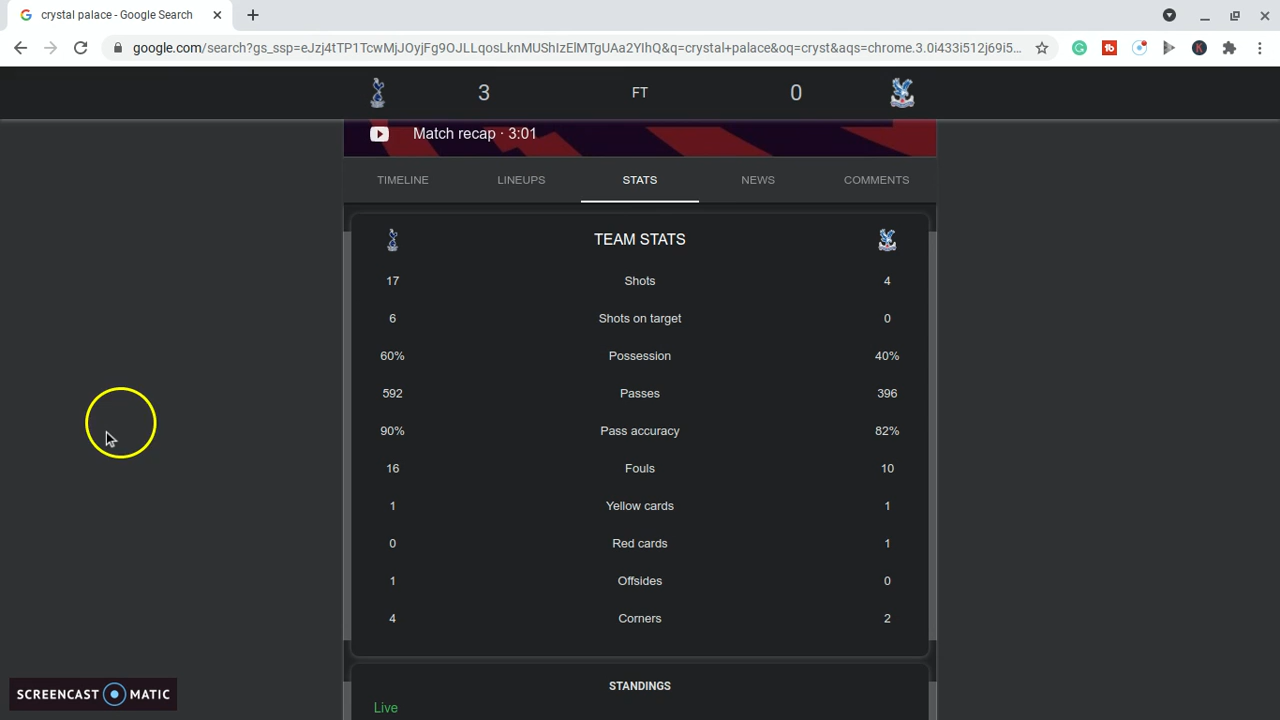 crystal palace - Google Search
google.com/search?gs_ssp=eJzj4tTP1TcwMjJOyjFg9OJLLqosLknMUShIzElMTgUAa2YIhQ&q=crystal+palace&oq=cryst&aqs=chrome.3.0i433i512j69i5...
3 FT 0
Match recap · 3:01
TIMELINE LINEUPS STATS NEWS COMMENTS
TEAM STATS
17 Shots 4
6 Shots on target 0
60% Possession 40%
592 Passes 396
90% Pass accuracy 82%
16 Fouls 10
1 Yellow cards 1
0 Red cards 1
1 Offsides 0
4 Corners 2
STANDINGS
Live
SCREENCAST MATIC